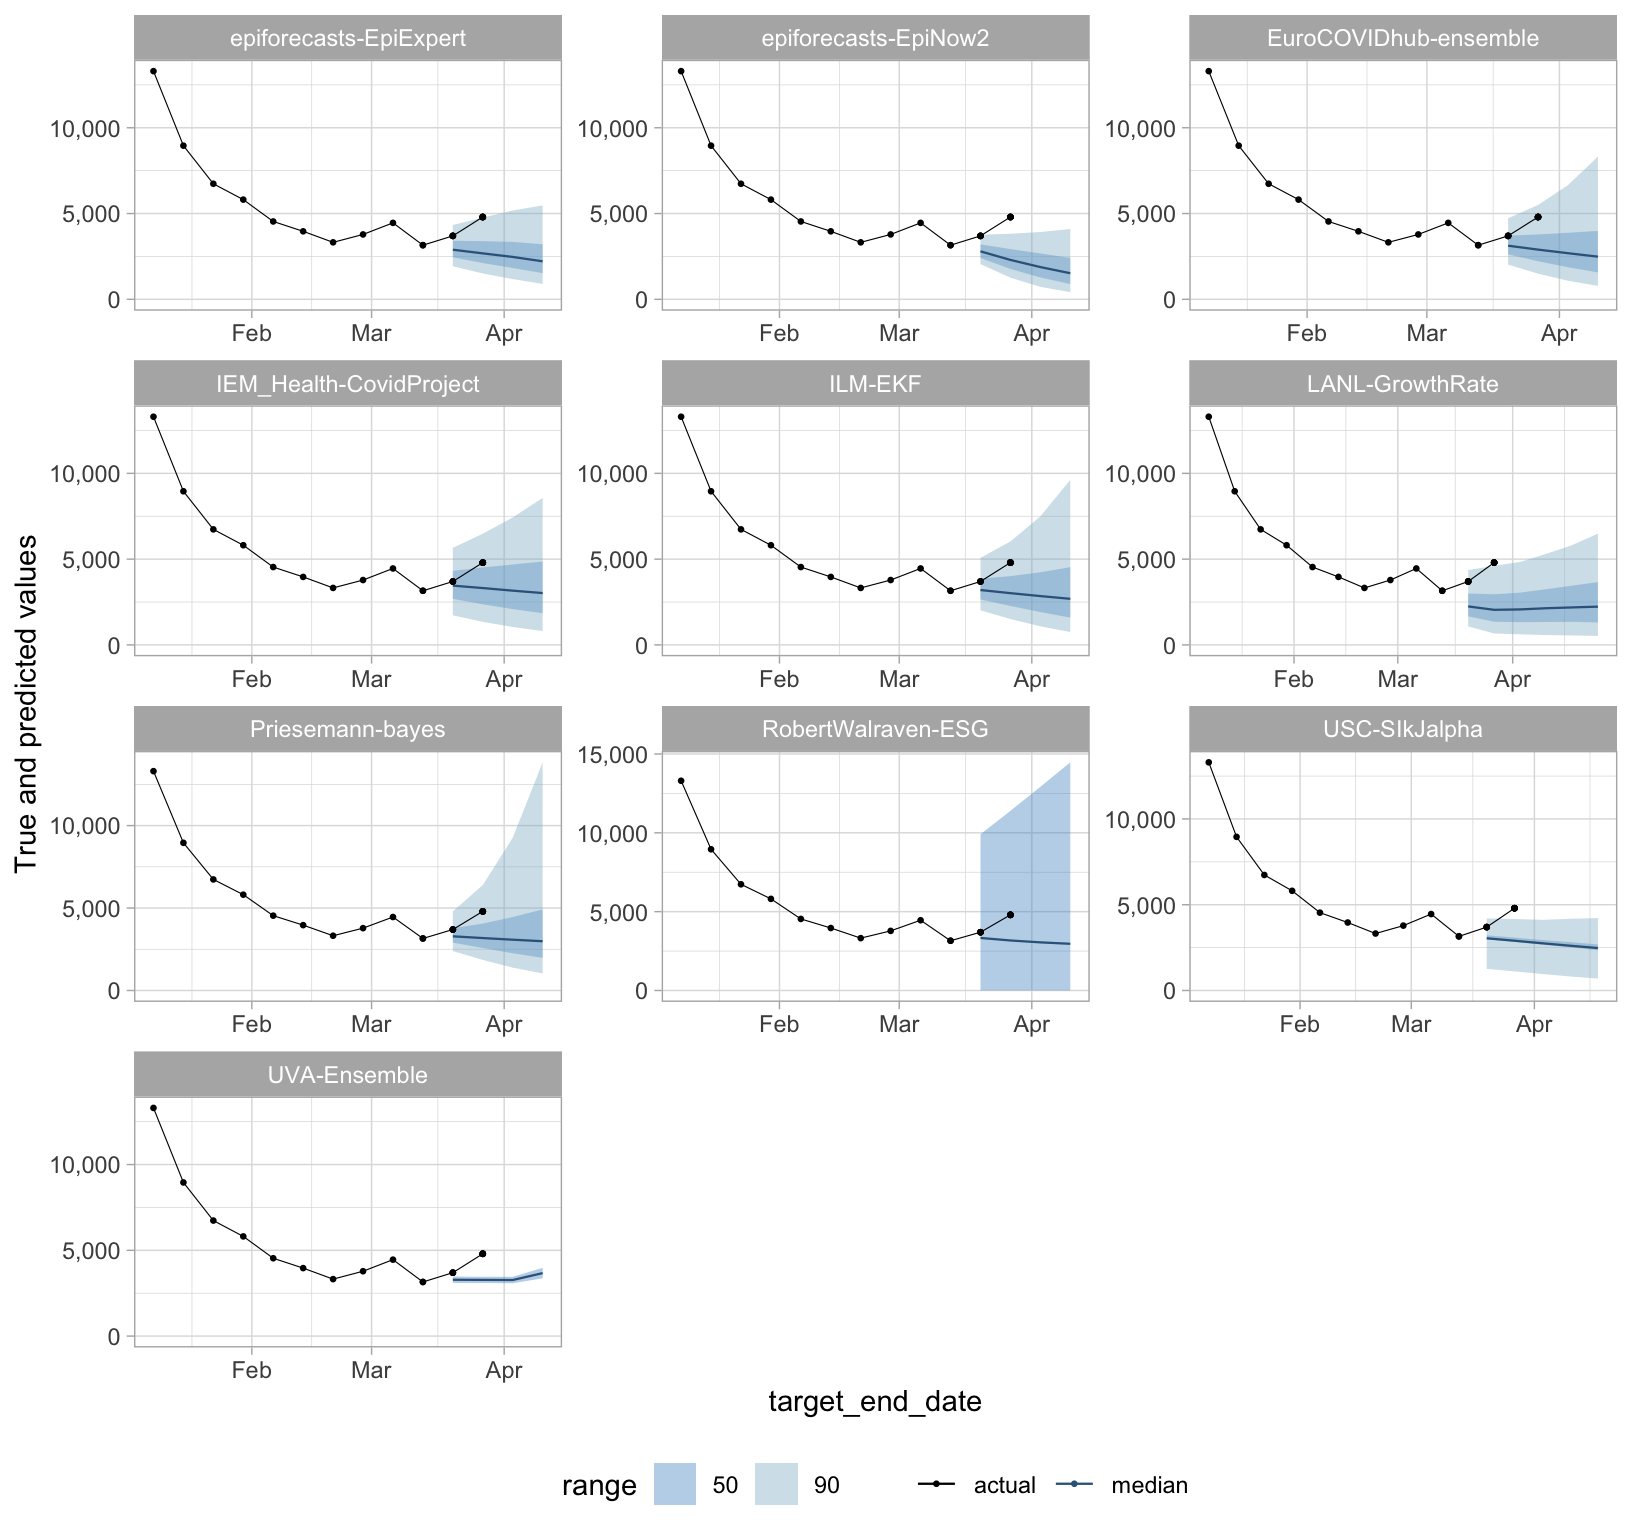 epiforecasts-EpiExpert epiforecasts-EpiNow2 EuroCOVIDhub-ensemble
10,000 10,000 10,000
5,000 5,000 5,000
0 0 0
Feb Mar Apr Feb Mar Apr Feb Mar Apr
IEM_Health-CovidProject ILM-EKF LANL-GrowthRate
10,000 10,000 10,000
5,000 5,000 5,000
0 0 0
Feb Mar Apr Feb Mar Apr Feb Mar Apr
True and predicted values
Priesemann-bayes RobertWalraven-ESG USC-SIkJalpha
15,000
10,000 10,000 10,000
5,000 5,000 5,000
0 0 0
Feb Mar Apr Feb Mar Apr Feb Mar Apr
UVA-Ensemble
10,000
5,000
0
Feb Mar Apr
target_end_date
range 50 90 actual median